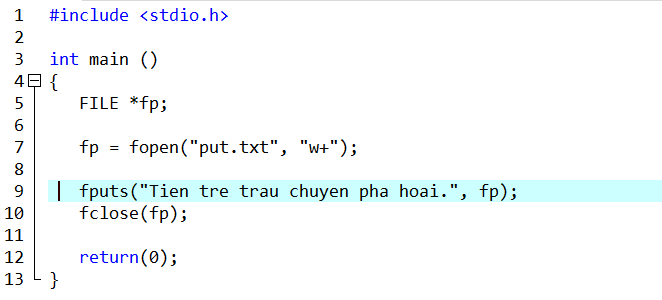 1 #include <stdio.h>
2
3 int main ()
4 {
5 FILE *fp;
6
7 fp = fopen("put.txt", "w+");
8
9 fputs("Tien tre trau chuyen pha hoai.", fp);
10 fclose(fp);
11
12 return(0);
13 }